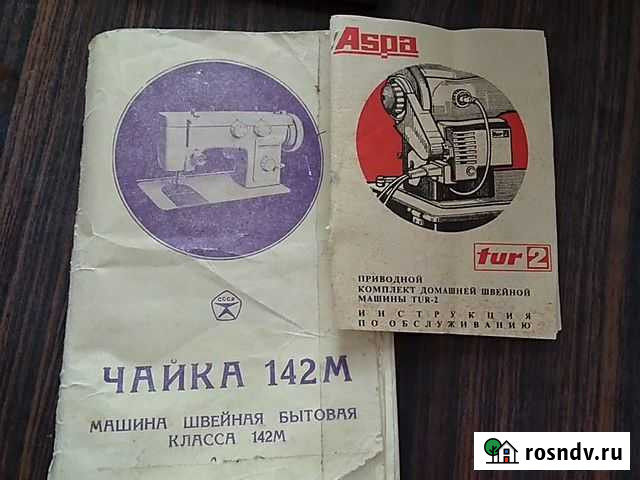 Aspa
tur 2
ПРИВОДНОЙ
КОМПЛЕКТ ДОМАШНЕЙ ШВЕЙНОЙ
МАШИНЫ TUR-2
ИНСТРУКЦИЯ
ПО ОБСЛУЖИВАНИЮ
СССР
ЧАЙКА 142М
МАШИНА ШВЕЙНАЯ БЫТОВАЯ
КЛАССА 142М
rosndv.ru